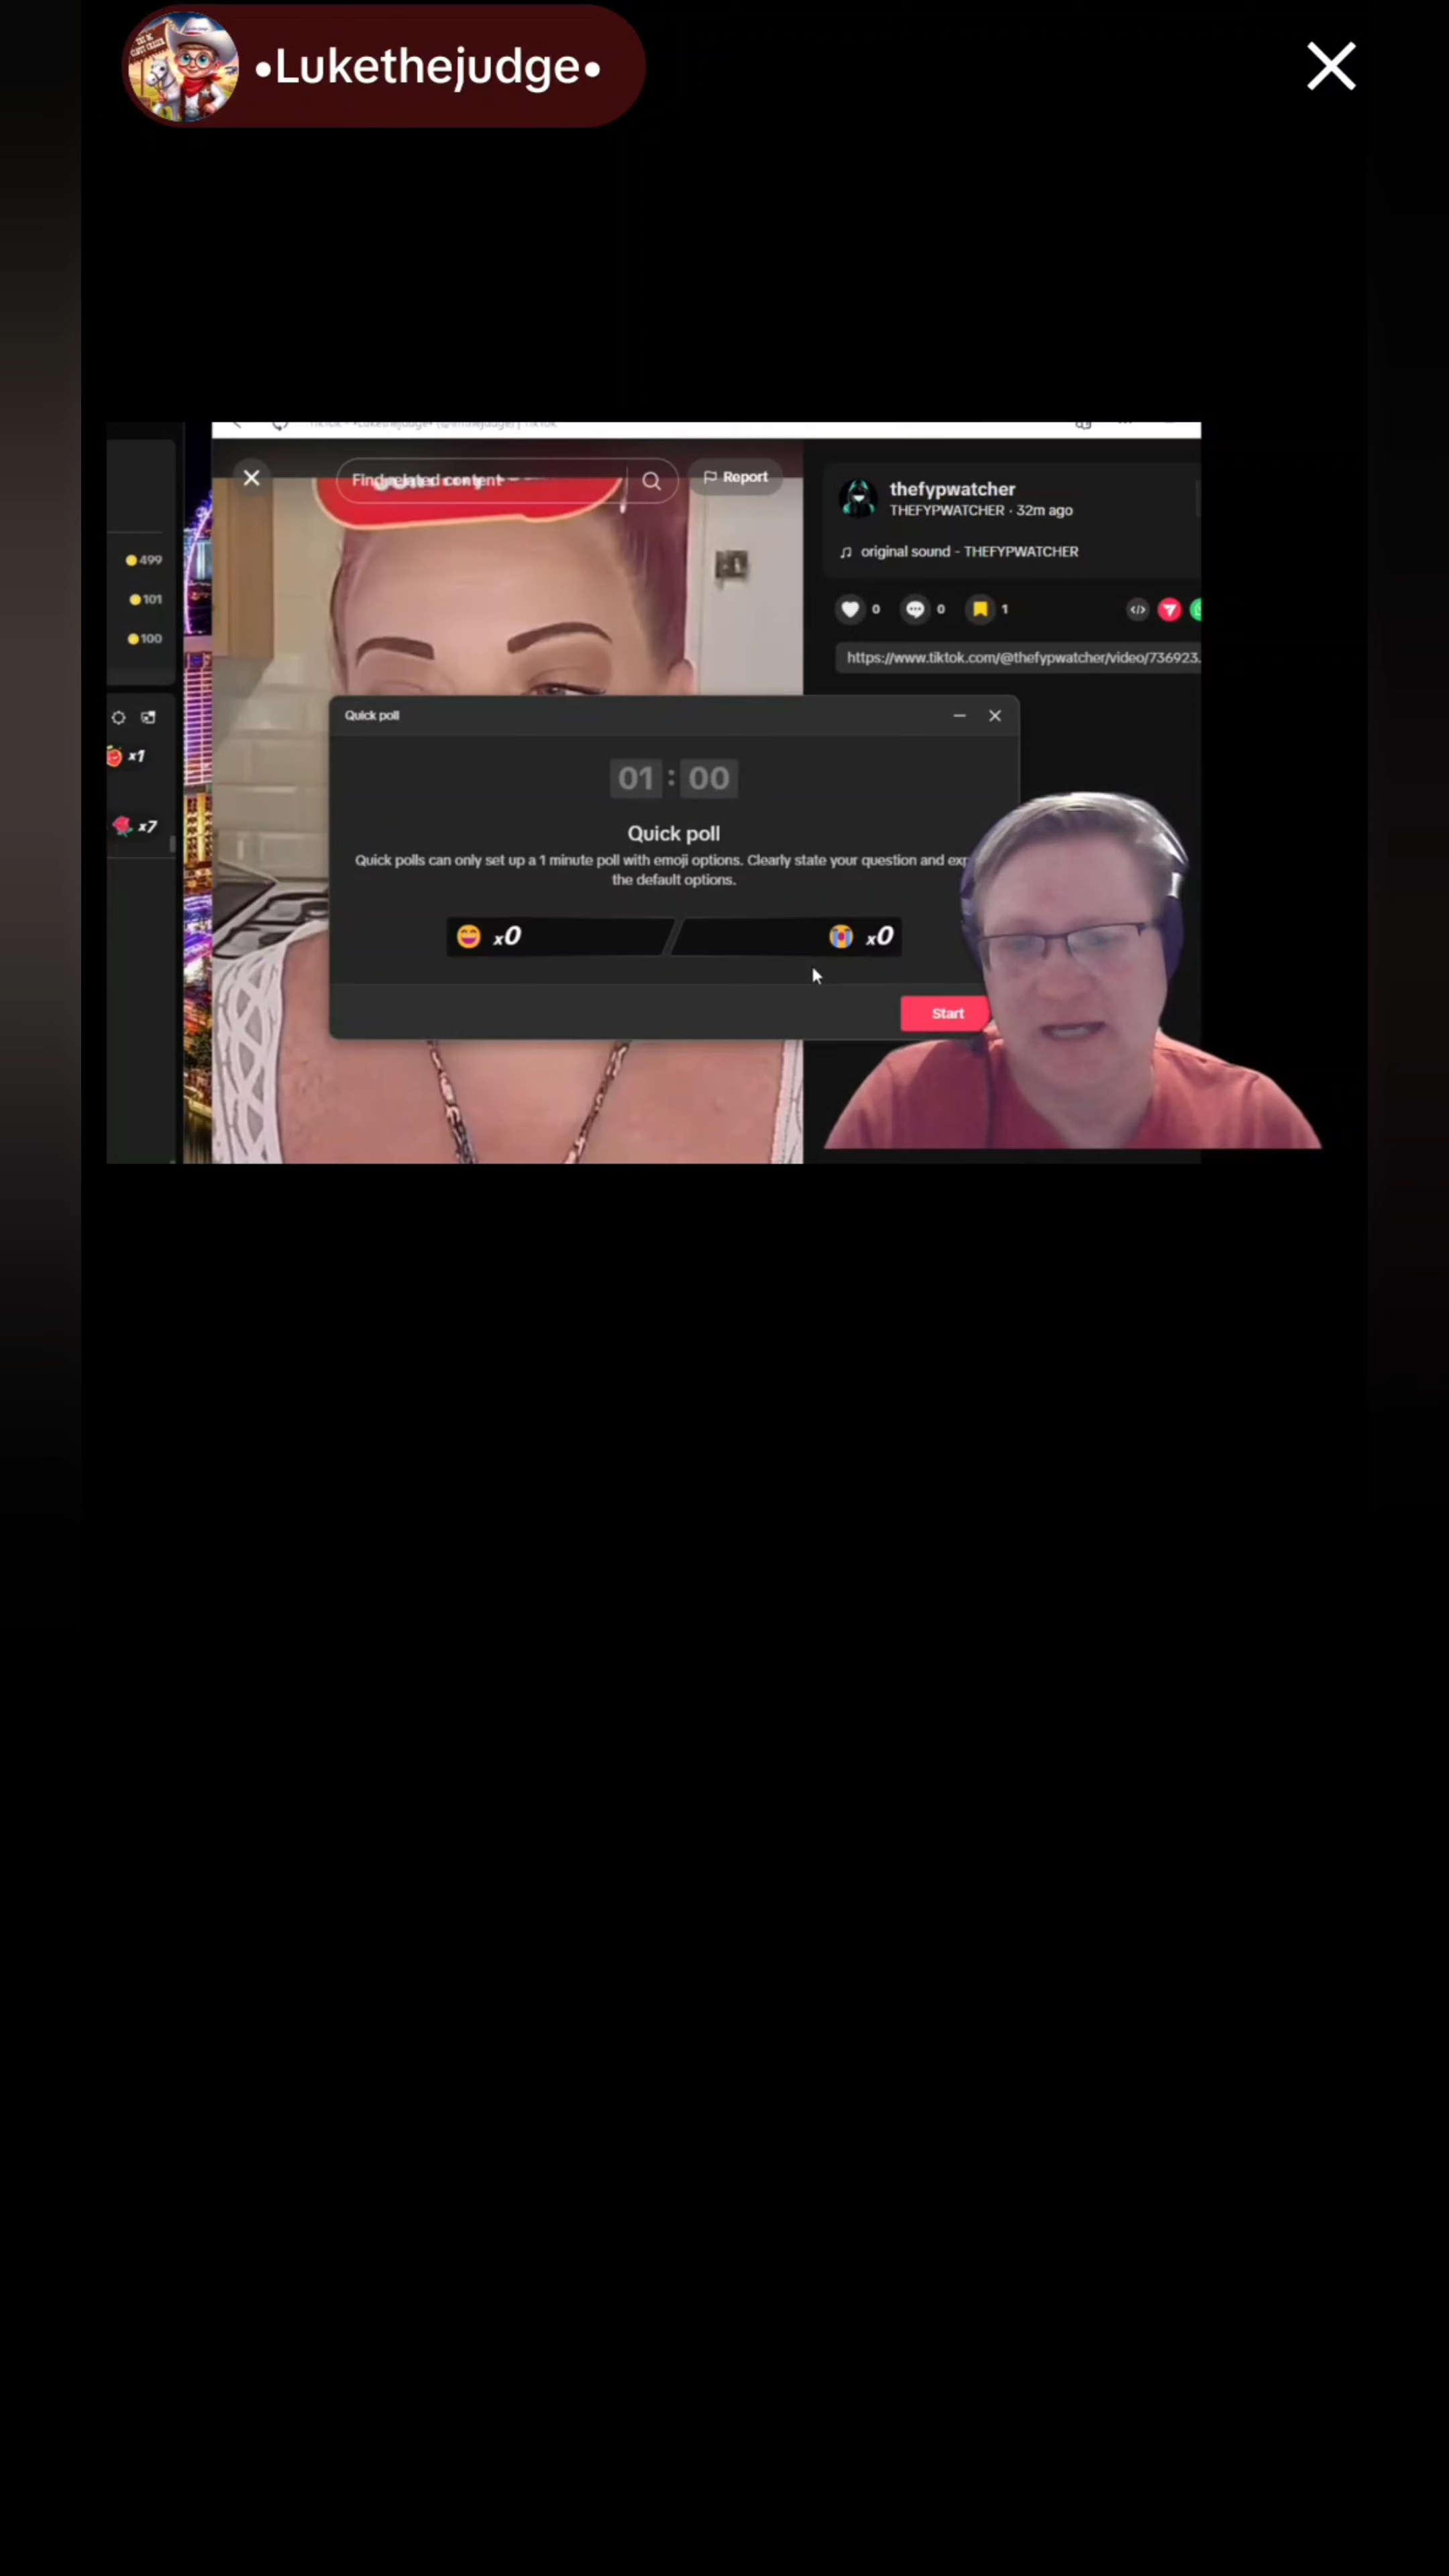 •Lukethejudge•
Find related content
Report
thefypwatcher
THEFYPWATCHER · 32m ago
original sound - THEFYPWATCHER
499
101
100
0
0
1
</>
https://www.tiktok.com/@thefypwatcher/video/736923.
x1
x7
Quick poll
01 : 00
Quick poll
Quick polls can only set up a 1 minute poll with emoji options. Clearly state your question and
the default options.
x0
x0
Start